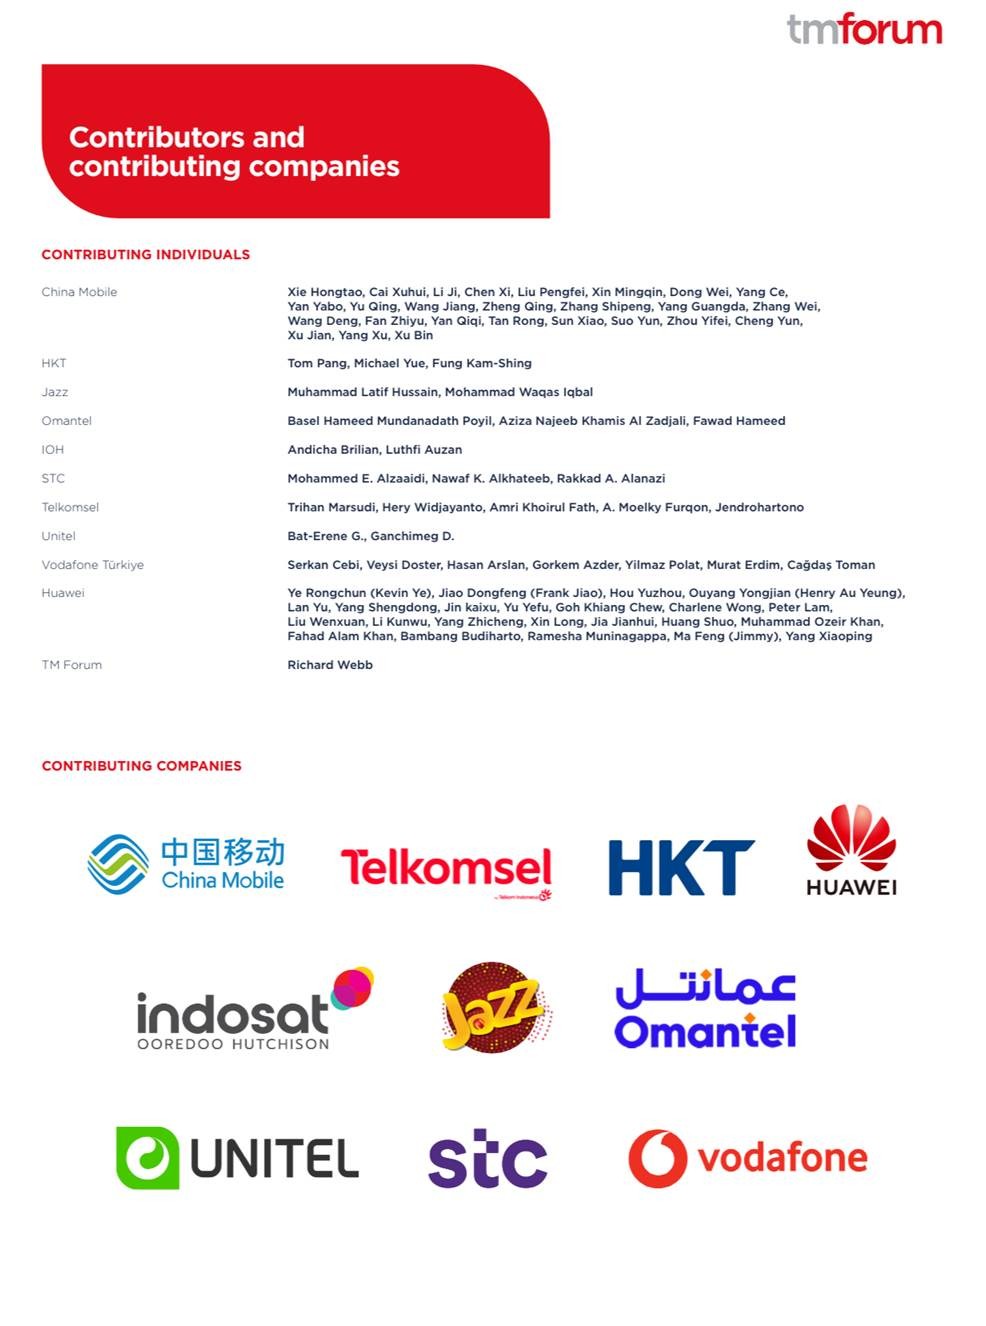 tmforum
Contributors and
contributing companies
CONTRIBUTING INDIVIDUALS
China Mobile
Xie Hongtao, Cai Xuhui, Li Ji, Chen Xi, Liu Pengfei, Xin Mingqin, Dong Wei, Yang Ce,
Yan Yabo, Yu Qing, Wang Jiang, Zheng Qing, Zhang Shipeng, Yang Guangda, Zhang Wei,
Wang Deng, Fan Zhiyu, Yan Qiqi, Tan Rong, Sun Xiao, Suo Yun, Zhou Yifei, Cheng Yun,
Xu Jian, Yang Xu, Xu Bin
HKT
Tom Pang, Michael Yue, Fung Kam-Shing
Jazz
Muhammad Latif Hussain, Mohammad Waqas Iqbal
Omantel
Basel Hameed Mundanadath Poyil, Aziza Najeeb Khamis Al Zadjali, Fawad Hameed
IOH
Andicha Brilian, Luthfi Auzan
STC
Mohammed E. Alzaaidi, Nawaf K. Alkhateeb, Rakkad A. Alanazi
Telkomsel
Trihan Marsudi, Hery Widjayanto, Amri Khoirul Fath, A. Moelky Furqon, Jendrohartono
Unitel
Bat-Erene G., Ganchimeg D.
Vodafone Türkiye
Serkan Cebi, Veysi Doster, Hasan Arslan, Gorkem Azder, Yilmaz Polat, Murat Erdim, Cağdaş Toman
Huawei
Ye Rongchun (Kevin Ye), Jiao Dongfeng (Frank Jiao), Hou Yuzhou, Ouyang Yongjian (Henry Au Yeung),
Lan Yu, Yang Shengdong, Jin kaixu, Yu Yefu, Goh Khiang Chew, Charlene Wong, Peter Lam,
Liu Wenxuan, Li Kunwu, Yang Zhicheng, Xin Long, Jia Jianhui, Huang Shuo, Muhammad Ozeir Khan,
Fahad Alam Khan, Bambang Budiharto, Ramesha Muninagappa, Ma Feng (Jimmy), Yang Xiaoping
TM Forum
Richard Webb
CONTRIBUTING COMPANIES
中国移动
China Mobile
Telkomsel
by Telkom Indonesia
HKT
HUAWEI
indosat
OOREDOO HUTCHISON
Jazz
عمانتل
Omantel
UNITEL
stc
vodafone